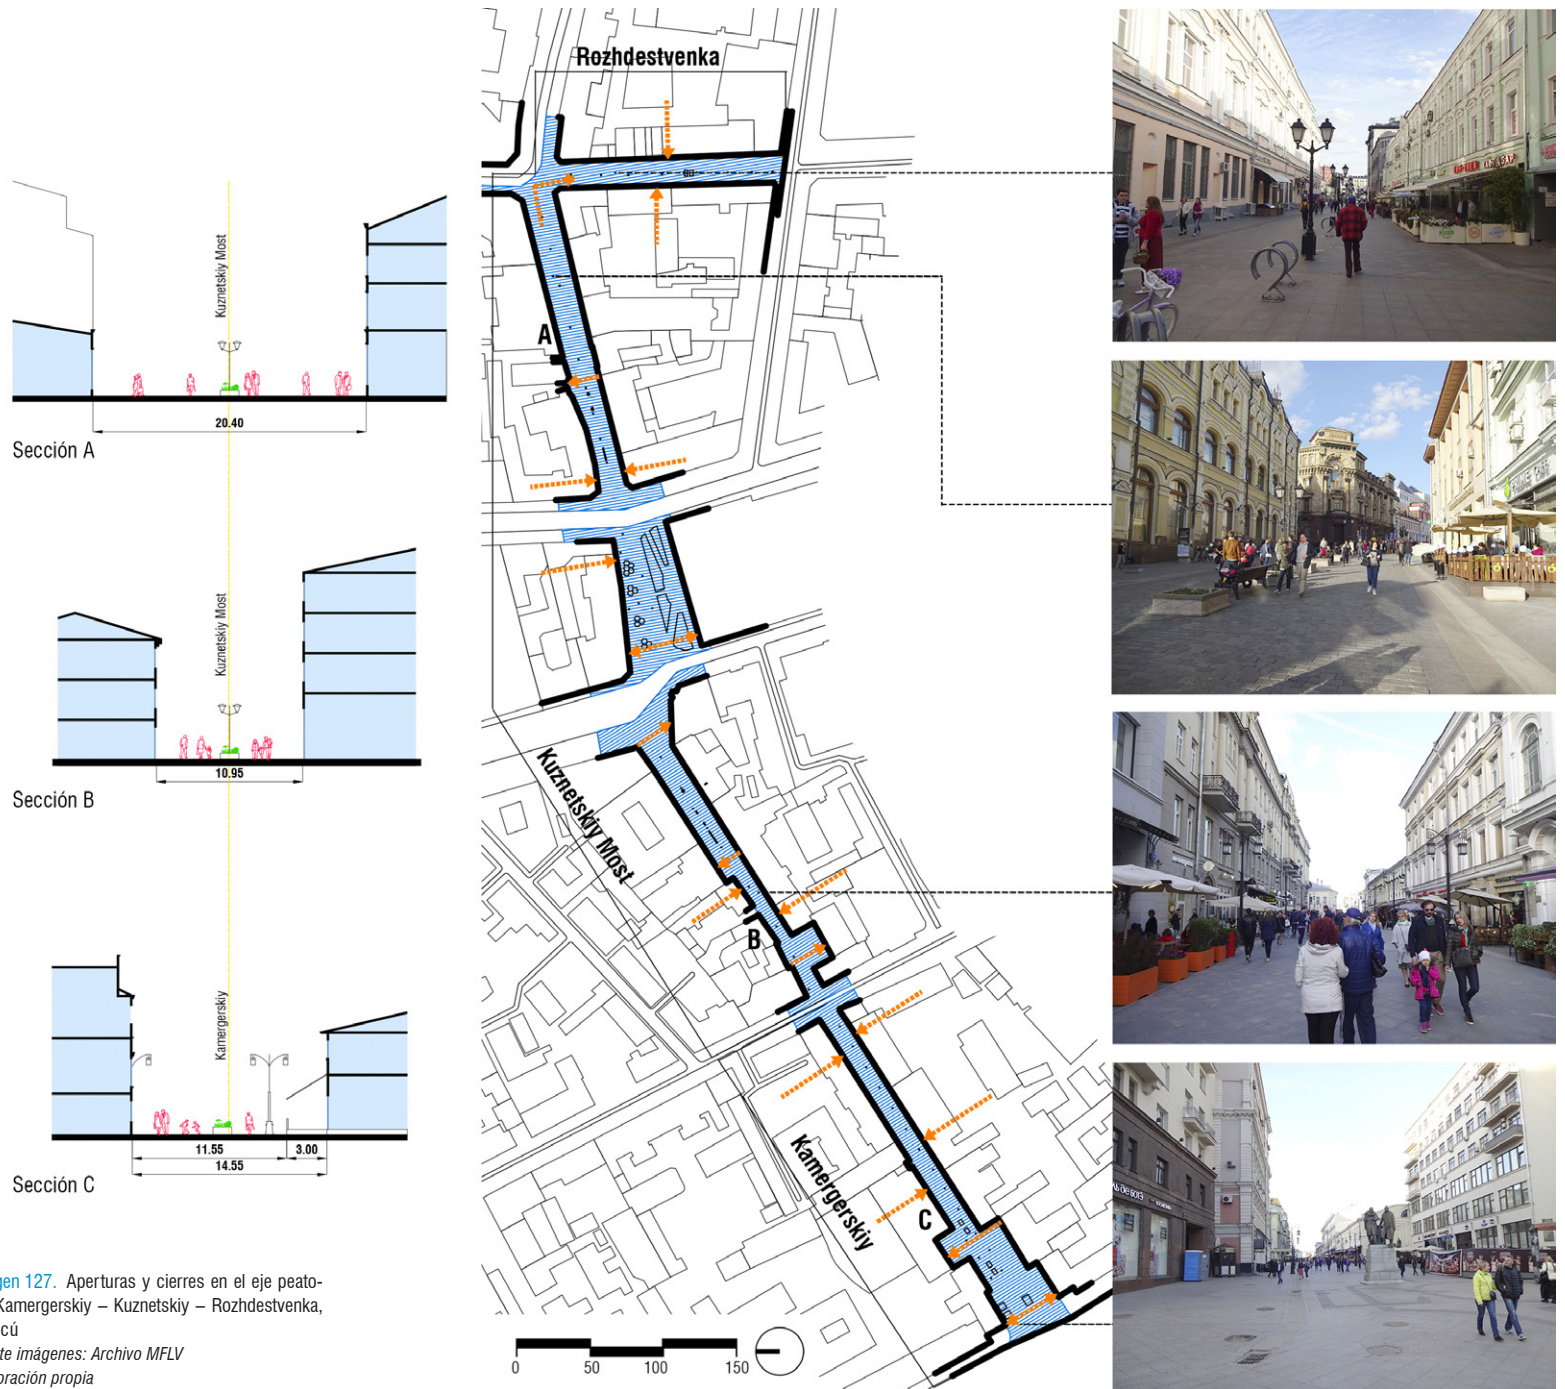 Rozhdestvenka
Kuznetskiy Most
20.40
Sección A
A
Kuznetskiy Most
10.95
Sección B
Kuznetskiy Most
B
Kamergerskiy
11.55
3.00
14.55
Sección C
Kamergerskiy
C
gen 127. Aperturas y cierres en el eje peato-
Kamergerskiy – Kuznetskiy – Rozhdestvenka,
cú
te imágenes: Archivo MFLV
oración propia
0 50 100 150